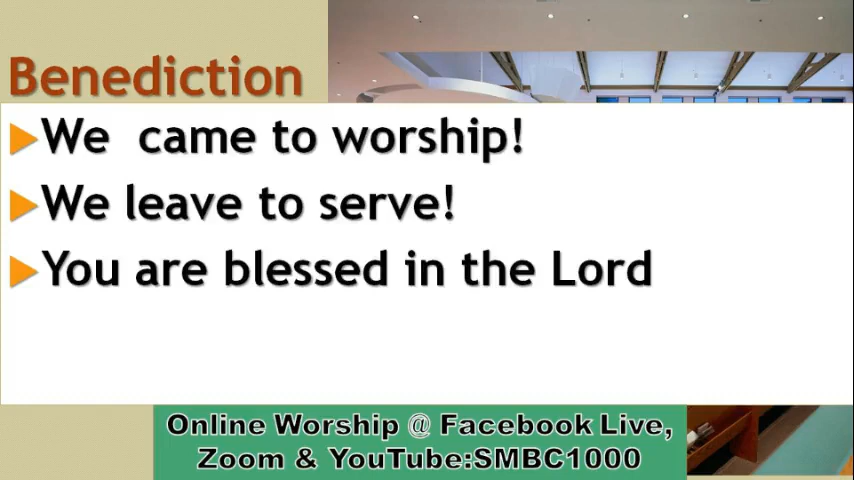 Benediction
We came to worship!
We leave to serve!
You are blessed in the Lord
Online Worship @ Facebook Live,
Zoom & YouTube:SMBC1000